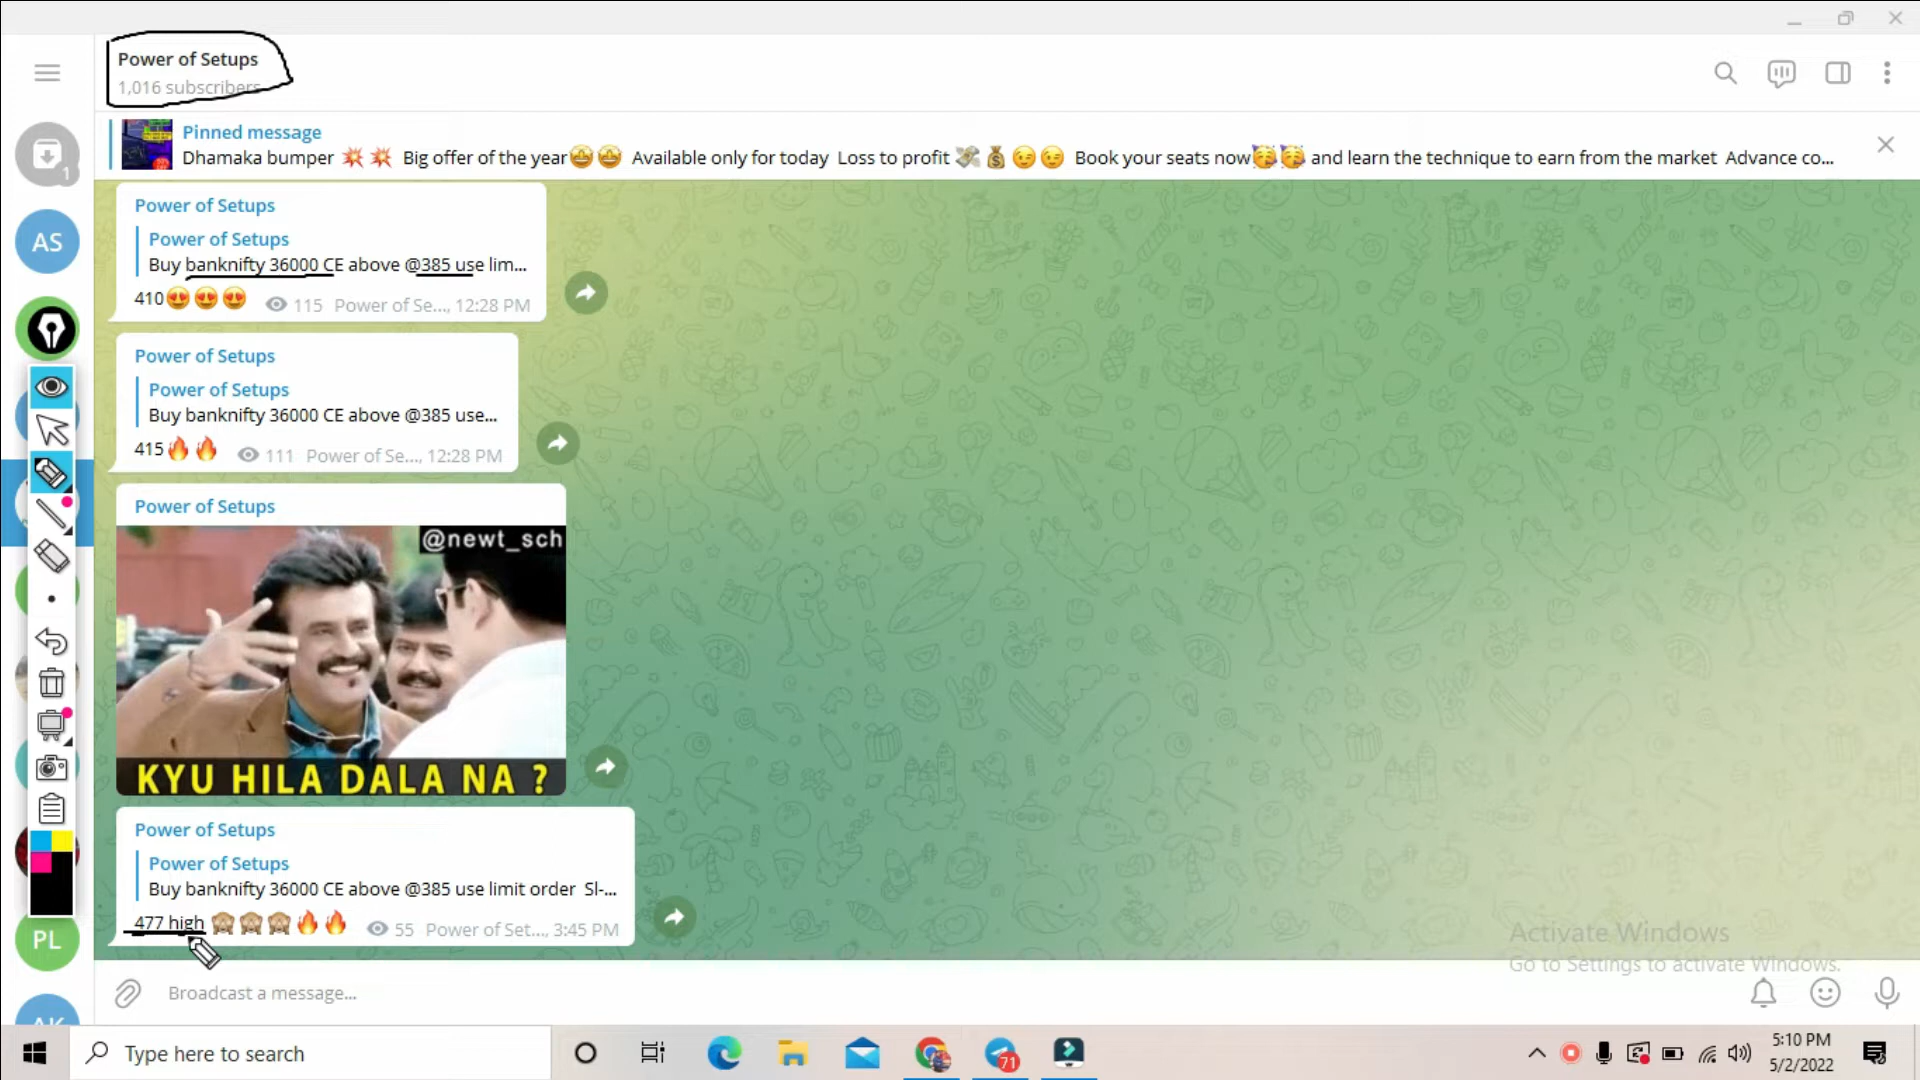 Power of Setups
1,016 subscribers
Pinned message
Dhamaka bumper 💥💥 Big offer of the year🤩🤩 Available only for today Loss to profit 💸💰😉😉 Book your seats now🥳🥳 and learn the technique to earn from the market Advance co...
1
AS
Power of Setups
Power of Setups
Buy banknifty 36000 CE above @385 use lim...
410😍😍😍 115 Power of Se..., 12:28 PM
Power of Setups
Power of Setups
Buy banknifty 36000 CE above @385 use...
415🔥🔥 111 Power of Se..., 12:28 PM
Power of Setups
@newt_sch
KYU HILA DALA NA ?
Power of Setups
Power of Setups
Buy banknifty 36000 CE above @385 use limit order Sl-...
477 high 🙈🙈🙈🔥🔥 55 Power of Set..., 3:45 PM
PL
Activate Windows
Go to Settings to activate Windows.
Broadcast a message...
AK
Type here to search
71
5:10 PM
5/2/2022